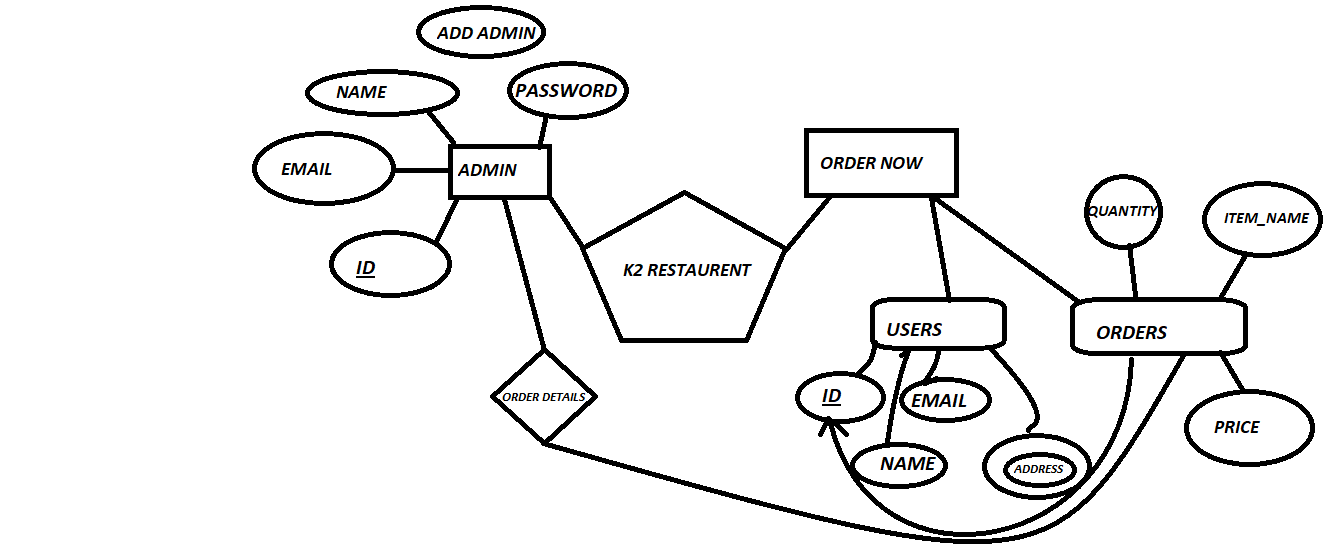 ADD ADMIN
NAME
PASSWORD
EMAIL
ADMIN
ORDER NOW
QUANTITY
ITEM_NAME
ID
K2 RESTAURENT
USERS
ORDERS
ID
ORDER DETAILS
EMAIL
PRICE
NAME
ADDRESS